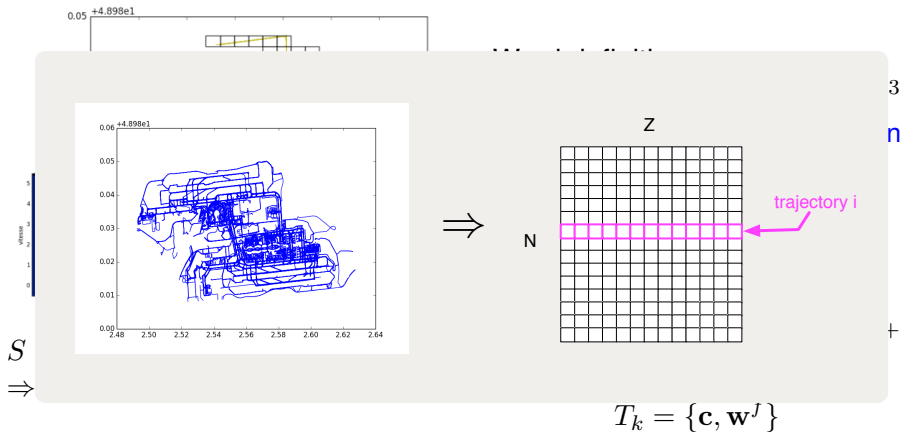 0.05 +4.898e1
3
n
+4.898e1
0.06
0.05
0.04
0.03
0.02
0.01
0.00
2.48 2.50 2.52 2.54 2.56 2.58 2.60 2.62 2.64
⇒
Z
N
trajectory i
5
4
3
2
1
0
vitesse
+
S
⇒
T_k = {c, w^j}